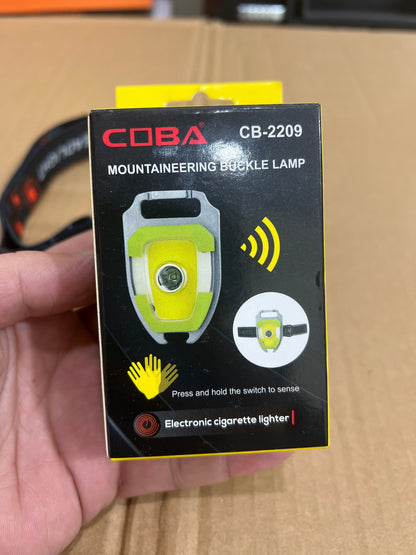 COBA® CB-2209
MOUNTAINEERING BUCKLE LAMP
Press and hold the switch to sense
Electronic cigarette lighter